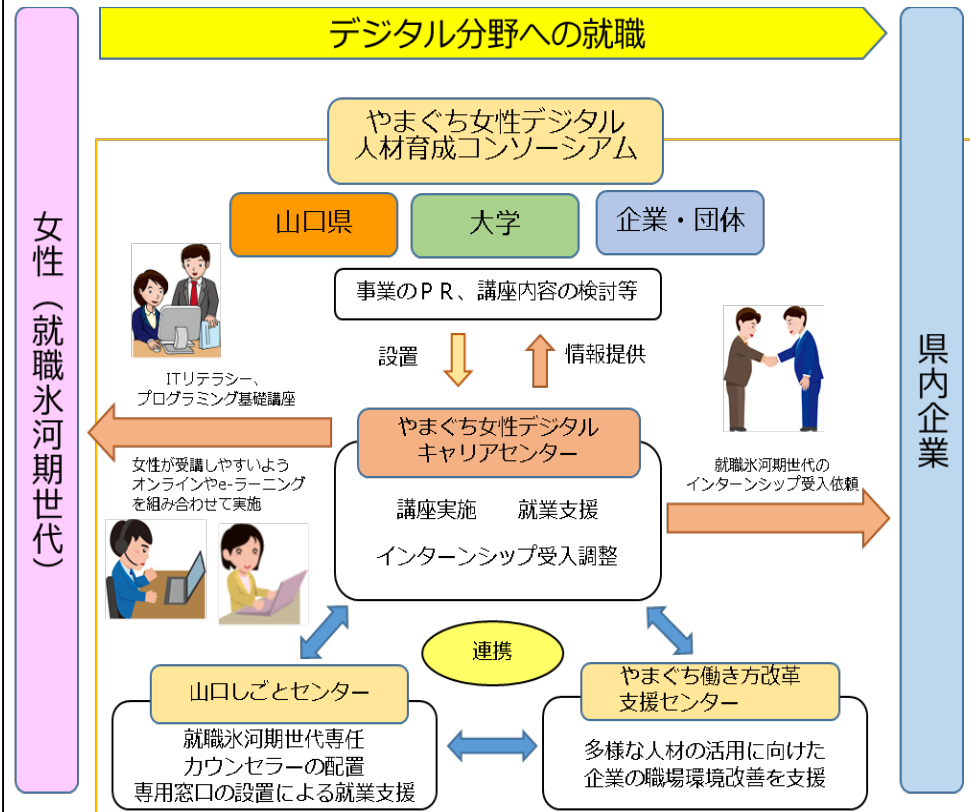 デジタル分野への就職
女性（就職氷河期世代）
県内企業
やまぐち女性デジタル
人材育成コンソーシアム
山口県
大学
企業・団体
事業のＰＲ、講座内容の検討等
設置
情報提供
ITリテラシー、
プログラミング基礎講座
女性が受講しやすいよう
オンラインやe-ラーニング
を組み合わせて実施
やまぐち女性デジタル
キャリアセンター
講座実施　就業支援
インターンシップ受入調整
就職氷河期世代の
インターンシップ受入依頼
連携
山口しごとセンター
就職氷河期世代専任
カウンセラーの配置
専用窓口の設置による就業支援
やまぐち働き方改革
支援センター
多様な人材の活用に向けた
企業の職場環境改善を支援